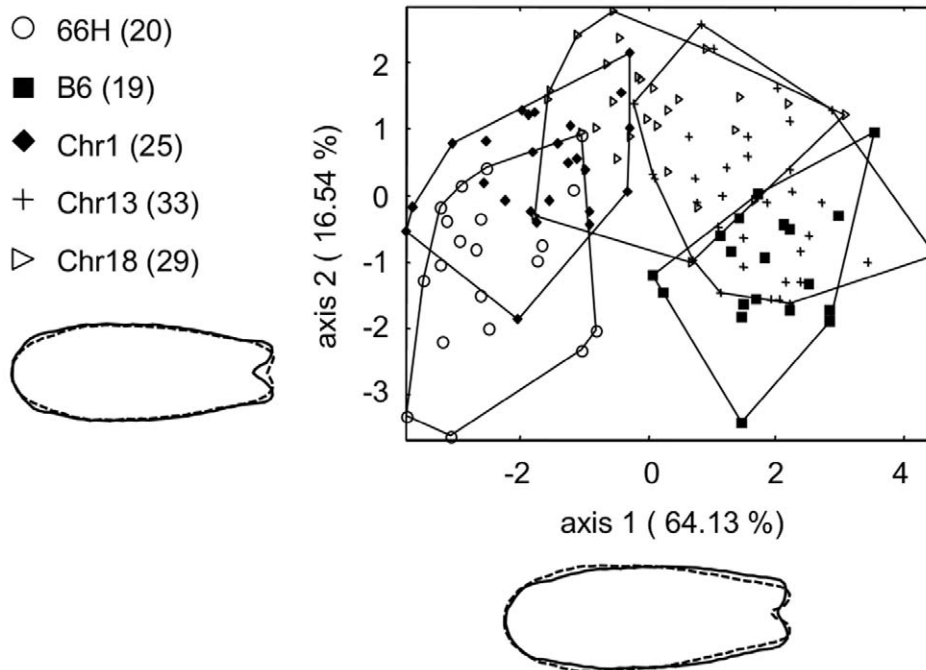 66H (20)
B6 (19)
Chr1 (25)
Chr13 (33)
Chr18 (29)
axis 2 ( 16.54 %)
2
1
0
-1
-2
-3
-2
0
2
4
axis 1 ( 64.13 %)